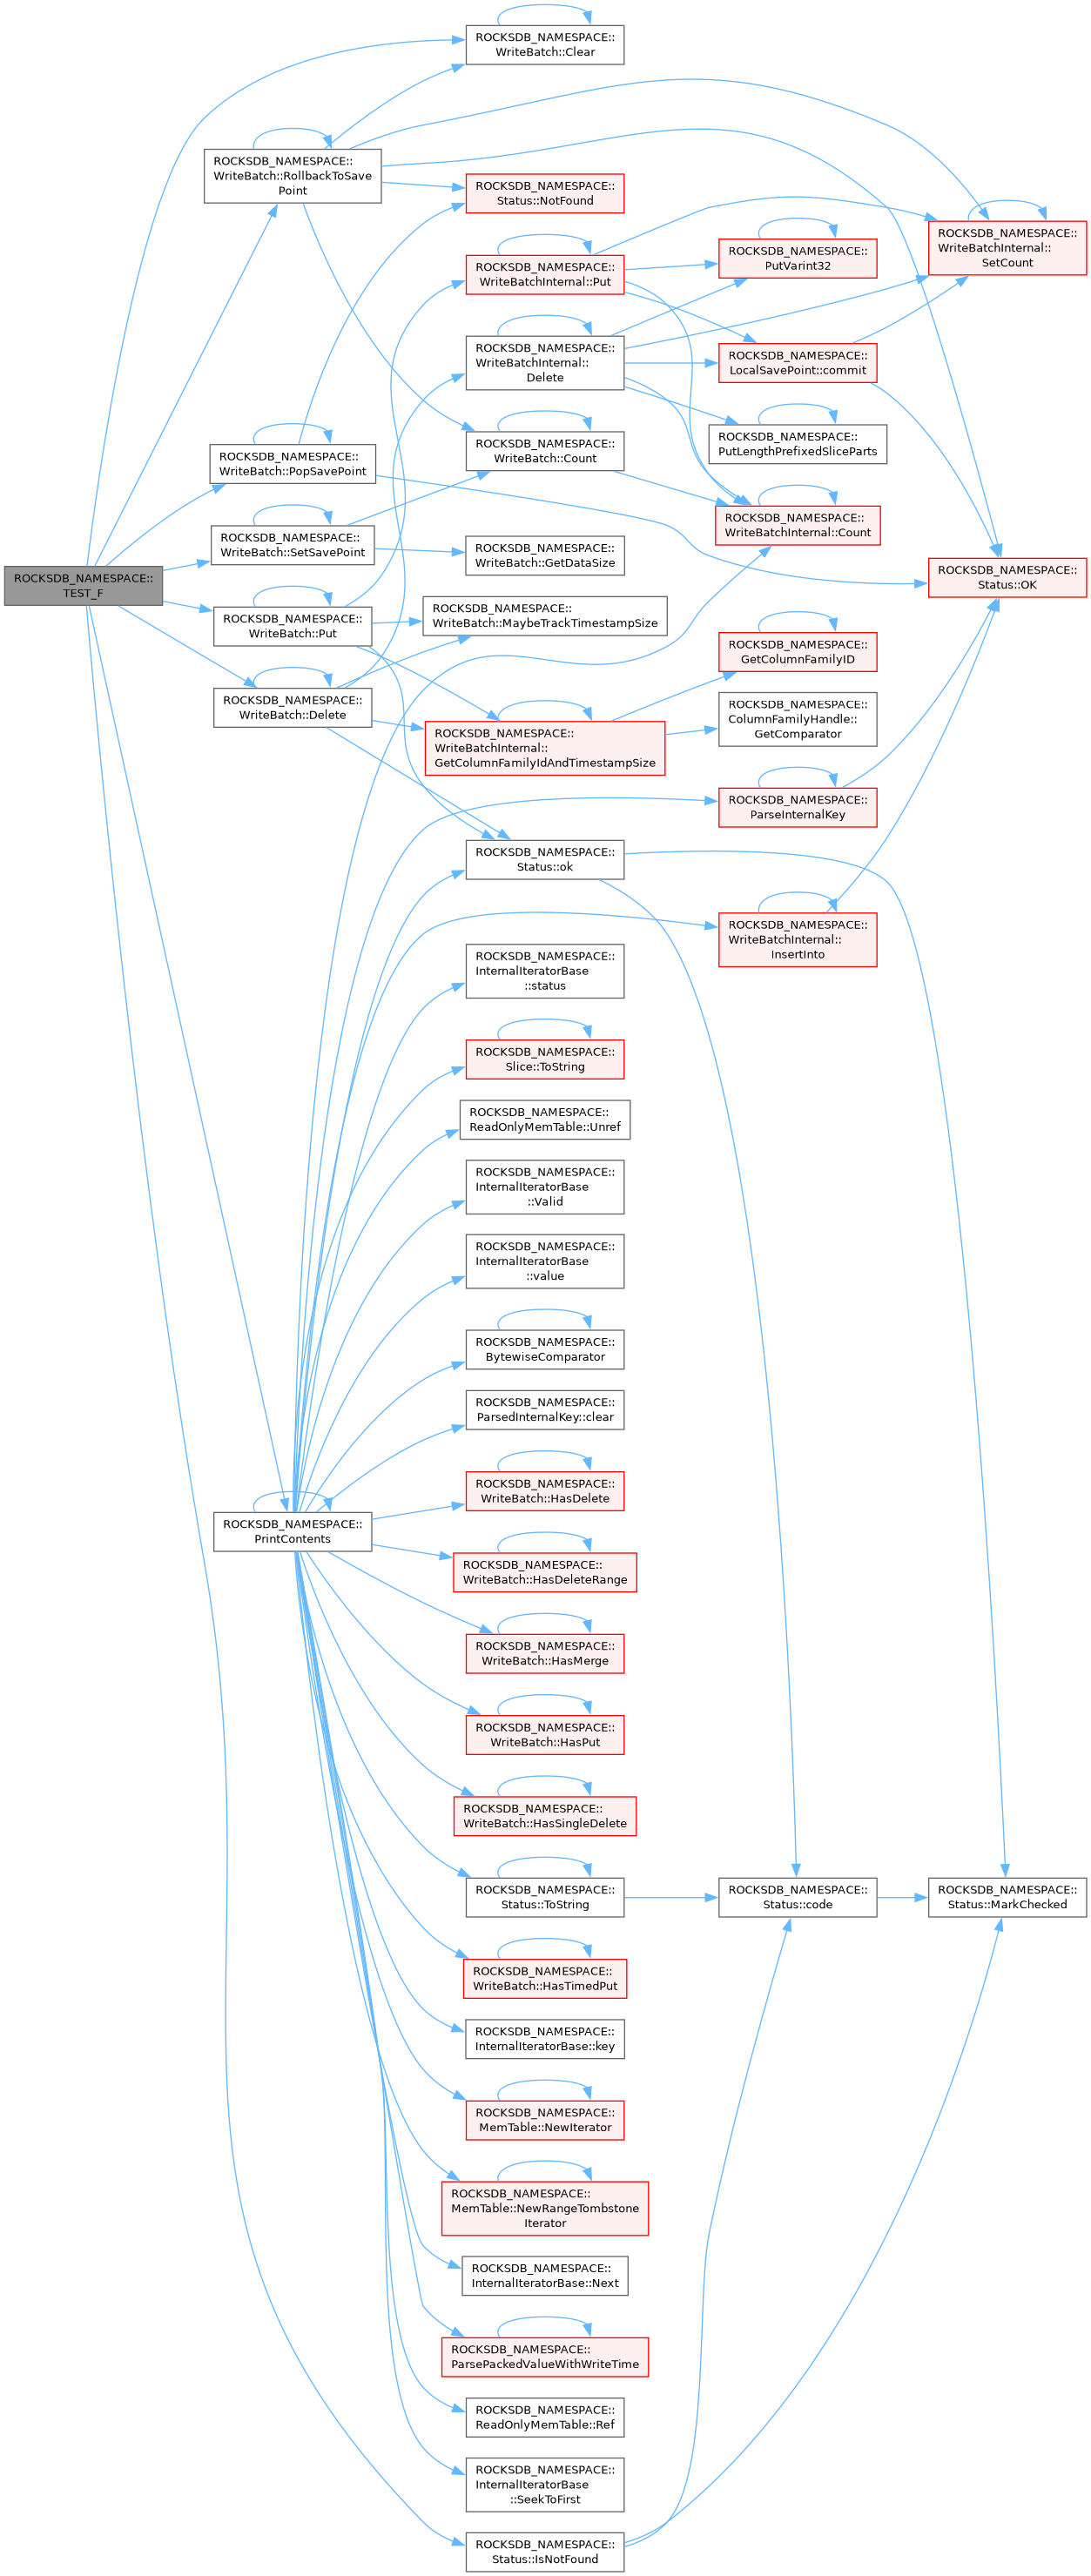 ROCKSDB_NAMESPACE::
WriteBatch::Clear
ROCKSDB_NAMESPACE::
WriteBatch::RollbackToSave
Point
ROCKSDB_NAMESPACE::
Status::NotFound
ROCKSDB_NAMESPACE::
WriteBatchInternal::
SetCount
ROCKSDB_NAMESPACE::
PutVarint32
ROCKSDB_NAMESPACE::
WriteBatchInternal::Put
ROCKSDB_NAMESPACE::
WriteBatchInternal::
Delete
ROCKSDB_NAMESPACE::
LocalSavePoint::commit
ROCKSDB_NAMESPACE::
PutLengthPrefixedSliceParts
ROCKSDB_NAMESPACE::
WriteBatch::Count
ROCKSDB_NAMESPACE::
WriteBatch::PopSavePoint
ROCKSDB_NAMESPACE::
WriteBatchInternal::Count
ROCKSDB_NAMESPACE::
WriteBatch::SetSavePoint
ROCKSDB_NAMESPACE::
WriteBatch::GetDataSize
ROCKSDB_NAMESPACE::
Status::OK
ROCKSDB_NAMESPACE::
TEST_F
ROCKSDB_NAMESPACE::
WriteBatch::Put
ROCKSDB_NAMESPACE::
WriteBatch::MaybeTrackTimestampSize
ROCKSDB_NAMESPACE::
GetColumnFamilyID
ROCKSDB_NAMESPACE::
WriteBatch::Delete
ROCKSDB_NAMESPACE::
ColumnFamilyHandle::
GetComparator
ROCKSDB_NAMESPACE::
WriteBatchInternal::
GetColumnFamilyIdAndTimestampSize
ROCKSDB_NAMESPACE::
ParseInternalKey
ROCKSDB_NAMESPACE::
Status::ok
ROCKSDB_NAMESPACE::
WriteBatchInternal::
InsertInto
ROCKSDB_NAMESPACE::
InternalIteratorBase
::status
ROCKSDB_NAMESPACE::
Slice::ToString
ROCKSDB_NAMESPACE::
ReadOnlyMemTable::Unref
ROCKSDB_NAMESPACE::
InternalIteratorBase
::Valid
ROCKSDB_NAMESPACE::
InternalIteratorBase
::value
ROCKSDB_NAMESPACE::
BytewiseComparator
ROCKSDB_NAMESPACE::
ParsedInternalKey::clear
ROCKSDB_NAMESPACE::
WriteBatch::HasDelete
ROCKSDB_NAMESPACE::
PrintContents
ROCKSDB_NAMESPACE::
WriteBatch::HasDeleteRange
ROCKSDB_NAMESPACE::
WriteBatch::HasMerge
ROCKSDB_NAMESPACE::
WriteBatch::HasPut
ROCKSDB_NAMESPACE::
WriteBatch::HasSingleDelete
ROCKSDB_NAMESPACE::
Status::ToString
ROCKSDB_NAMESPACE::
Status::code
ROCKSDB_NAMESPACE::
Status::MarkChecked
ROCKSDB_NAMESPACE::
WriteBatch::HasTimedPut
ROCKSDB_NAMESPACE::
InternalIteratorBase::key
ROCKSDB_NAMESPACE::
MemTable::NewIterator
ROCKSDB_NAMESPACE::
MemTable::NewRangeTombstone
Iterator
ROCKSDB_NAMESPACE::
InternalIteratorBase::Next
ROCKSDB_NAMESPACE::
ParsePackedValueWithWriteTime
ROCKSDB_NAMESPACE::
ReadOnlyMemTable::Ref
ROCKSDB_NAMESPACE::
InternalIteratorBase
::SeekToFirst
ROCKSDB_NAMESPACE::
Status::IsNotFound